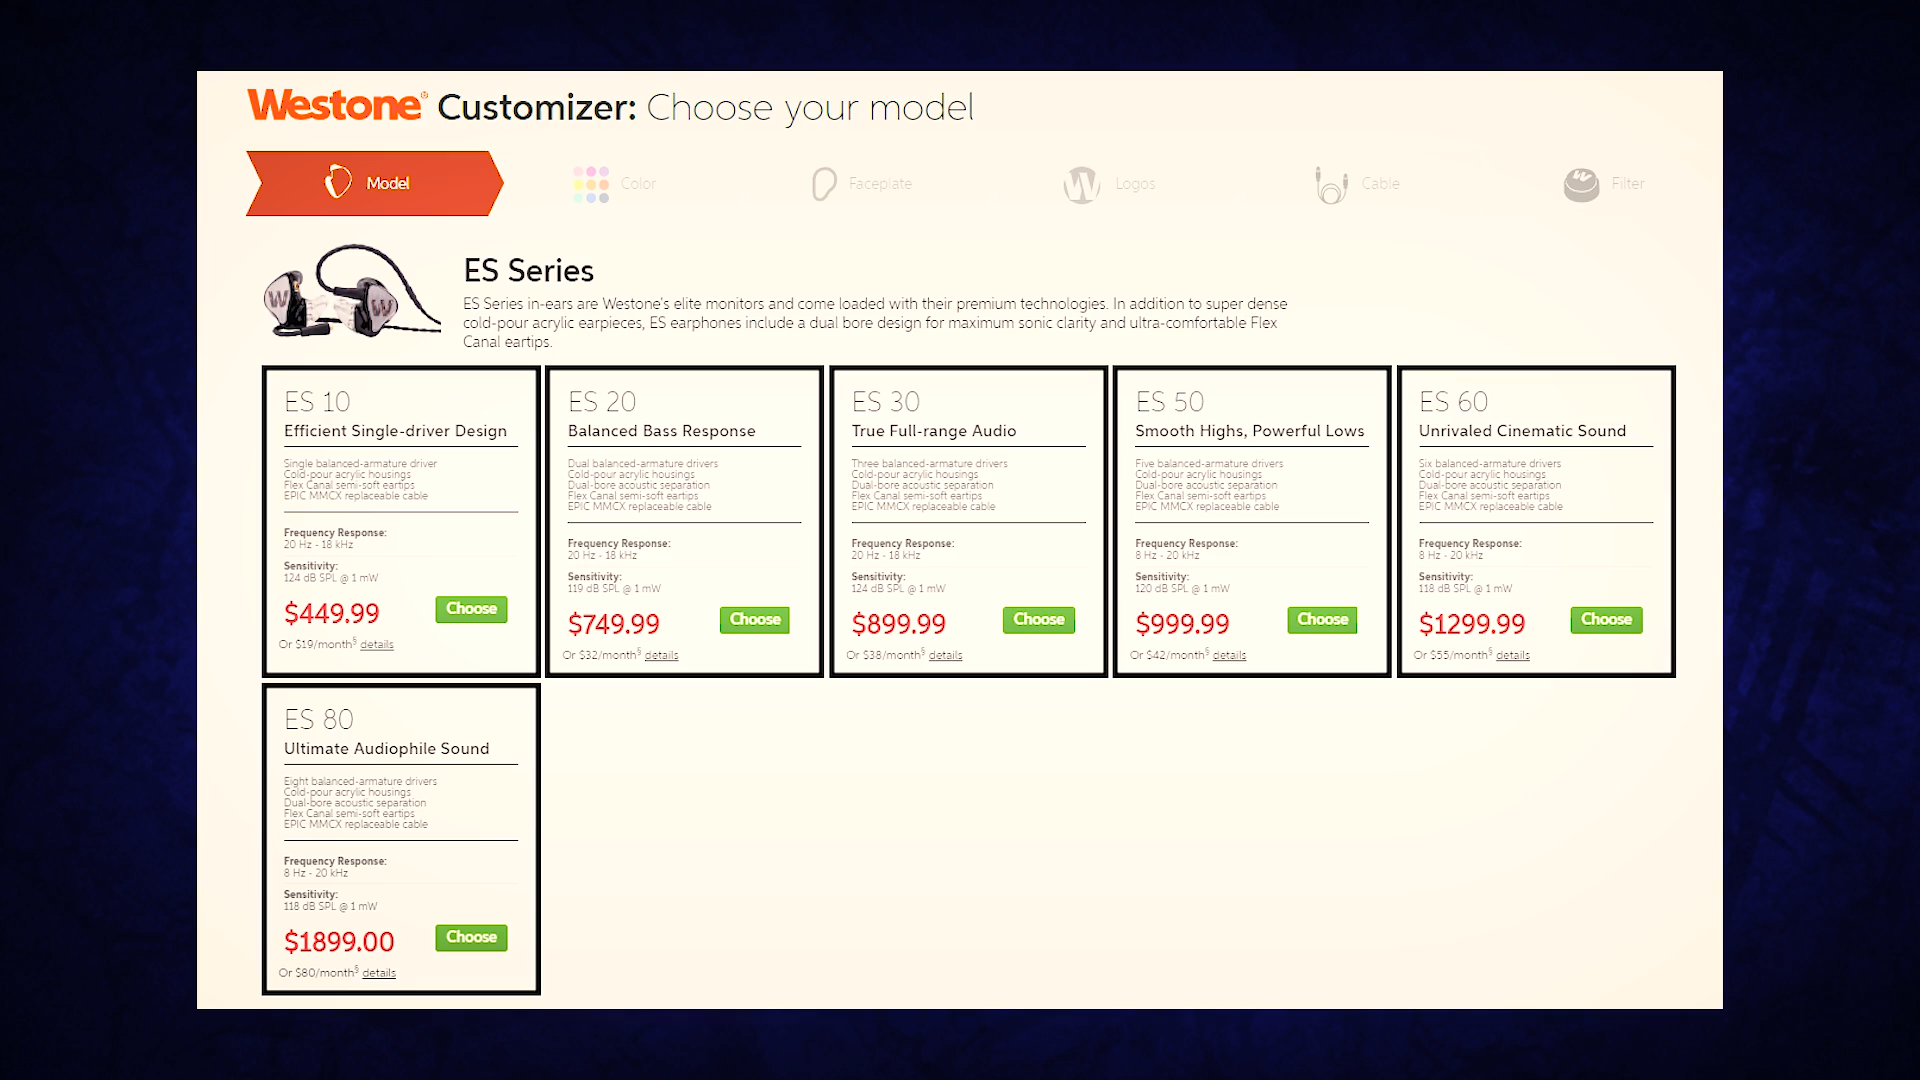 Westone® Customizer: Choose your model
Model
Color
Faceplate
Logos
Cable
Filter
ES Series
ES Series in-ears are Westone's elite monitors and come loaded with their premium technologies. In addition to super dense
cold-pour acrylic earpieces, ES earphones include a dual bore design for maximum sonic clarity and ultra-comfortable Flex
Canal eartips.
ES 10
Efficient Single-driver Design
Single balanced-armature driver
Cold-pour acrylic housings
Flex Canal semi-soft eartips
EPIC MMCX replaceable cable
Frequency Response:
20 Hz - 18 kHz
Sensitivity:
124 dB SPL @ 1 mW
$449.99
Choose
Or $19/month§ details
ES 20
Balanced Bass Response
Dual balanced-armature drivers
Cold-pour acrylic housings
Dual-bore acoustic separation
Flex Canal semi-soft eartips
EPIC MMCX replaceable cable
Frequency Response:
20 Hz - 18 kHz
Sensitivity:
119 dB SPL @ 1 mW
$749.99
Choose
Or $32/month§ details
ES 30
True Full-range Audio
Three balanced-armature drivers
Cold-pour acrylic housings
Dual-bore acoustic separation
Flex Canal semi-soft eartips
EPIC MMCX replaceable cable
Frequency Response:
20 Hz - 18 kHz
Sensitivity:
124 dB SPL @ 1 mW
$899.99
Choose
Or $38/month§ details
ES 50
Smooth Highs, Powerful Lows
Five balanced-armature drivers
Cold-pour acrylic housings
Dual-bore acoustic separation
Flex Canal semi-soft eartips
EPIC MMCX replaceable cable
Frequency Response:
8 Hz - 20 kHz
Sensitivity:
120 dB SPL @ 1 mW
$999.99
Choose
Or $42/month§ details
ES 60
Unrivaled Cinematic Sound
Six balanced-armature drivers
Cold-pour acrylic housings
Dual-bore acoustic separation
Flex Canal semi-soft eartips
EPIC MMCX replaceable cable
Frequency Response:
8 Hz - 20 kHz
Sensitivity:
118 dB SPL @ 1 mW
$1299.99
Choose
Or $55/month§ details
ES 80
Ultimate Audiophile Sound
Eight balanced-armature drivers
Cold-pour acrylic housings
Dual-bore acoustic separation
Flex Canal semi-soft eartips
EPIC MMCX replaceable cable
Frequency Response:
8 Hz - 20 kHz
Sensitivity:
118 dB SPL @ 1 mW
$1899.00
Choose
Or $80/month§ details